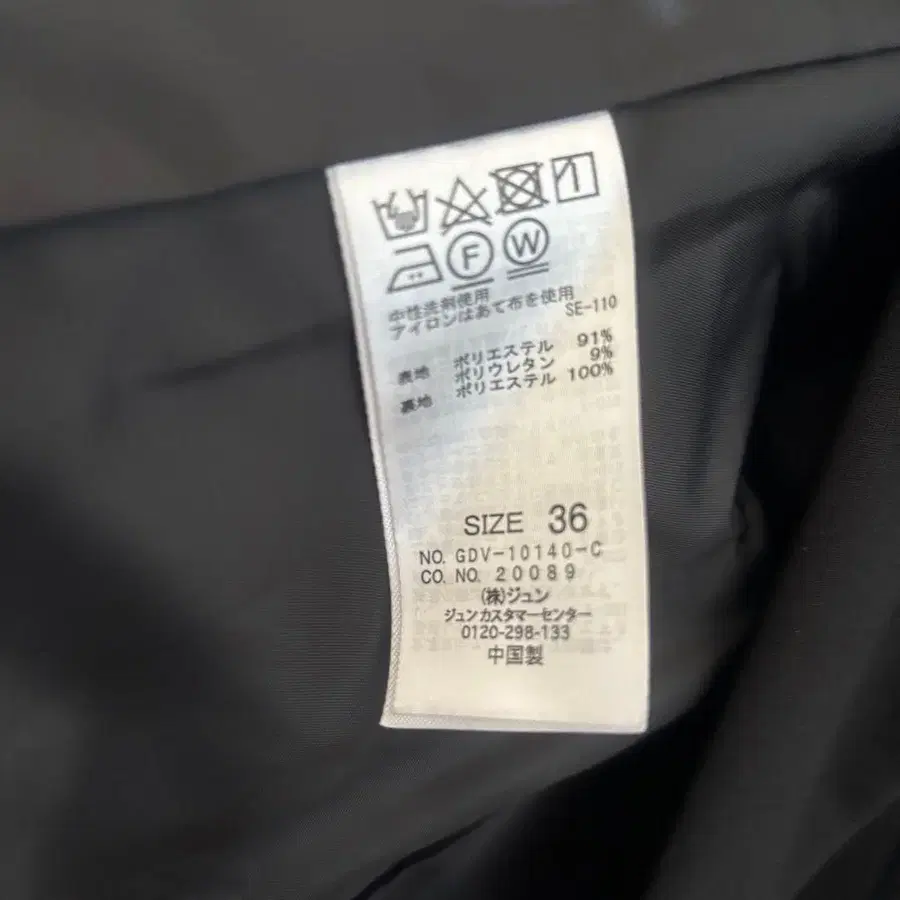 F W
中性洗剤使用
アイロンはあて布を使用
SE-110
表地 ポリエステル 91%
ポリウレタン 9%
裏地 ポリエステル 100%
SIZE 36
NO. GDV-10140-C
CO. NO. 20089
(株)ジュン
ジュンカスタマーセンター
0120-298-133
中国製